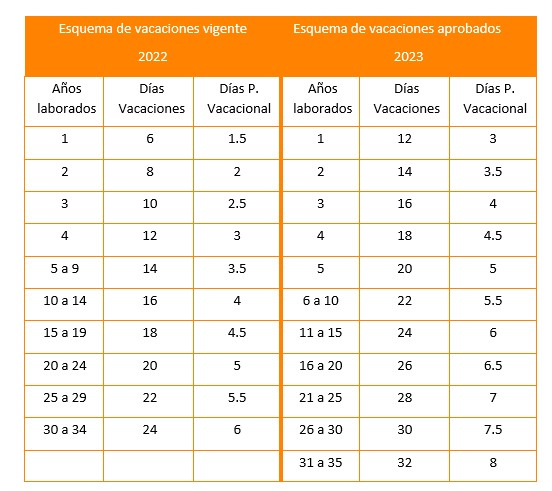 Esquema de vacaciones vigente Esquema de vacaciones aprobados
2022 2023
Años Días Días P. Años Días Días P.
laborados Vacaciones Vacacional laborados Vacaciones Vacacional
1 6 1.5 1 12 3
2 8 2 2 14 3.5
3 10 2.5 3 16 4
4 12 3 4 18 4.5
5 a 9 14 3.5 5 20 5
10 a 14 16 4 6 a 10 22 5.5
15 a 19 18 4.5 11 a 15 24 6
20 a 24 20 5 16 a 20 26 6.5
25 a 29 22 5.5 21 a 25 28 7
30 a 34 24 6 26 a 30 30 7.5
31 a 35 32 8